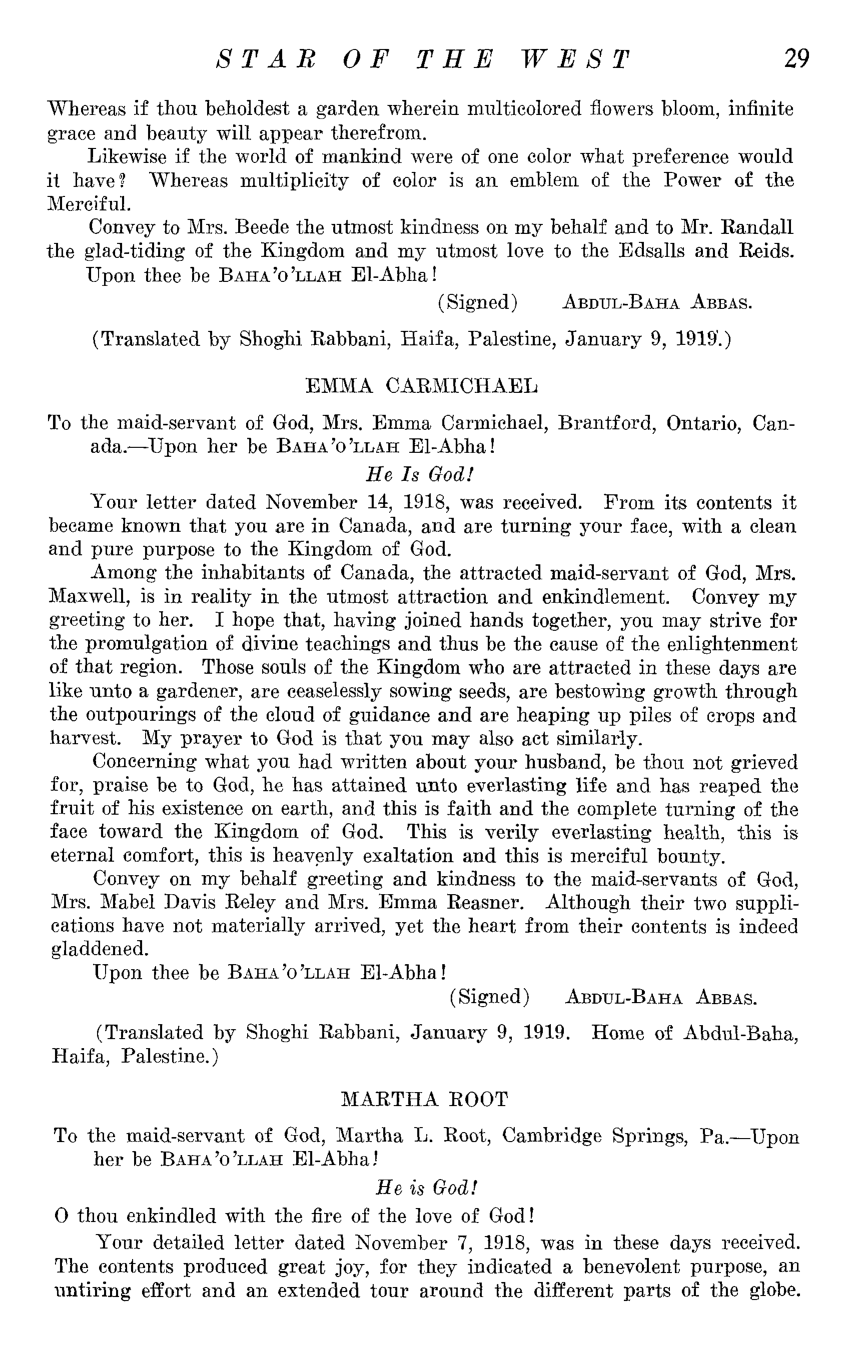 STAR OF THE WEST 29
Whereas if thou beholdest a garden wherein multicolored flowers bloom, infinite
grace and beauty will appear therefrom.
Likewise if the world of mankind were of one color what preference would
it have? Whereas multiplicity of color is an emblem of the Power of the
Merciful.
Convey to Mrs. Beede the utmost kindness on my behalf and to Mr. Randall
the glad-tiding of the Kingdom and my utmost love to the Edsalls and Reids.
Upon thee be BAHA'O'LLAH El-Abha!
(Signed) ABDUL-BAHA ABBAS.
(Translated by Shoghi Rabbani, Haifa, Palestine, January 9, 1919.)
EMMA CARMICHAEL
To the maid-servant of God, Mrs. Emma Carmichael, Brantford, Ontario, Can-
ada.—Upon her be BAHA'O'LLAH El-Abha!
He Is God!
Your letter dated November 14, 1918, was received. From its contents it
became known that you are in Canada, and are turning your face, with a clean
and pure purpose to the Kingdom of God.
Among the inhabitants of Canada, the attracted maid-servant of God, Mrs.
Maxwell, is in reality in the utmost attraction and enkindlement. Convey my
greeting to her. I hope that, having joined hands together, you may strive for
the promulgation of divine teachings and thus be the cause of the enlightenment
of that region. Those souls of the Kingdom who are attracted in these days are
like unto a gardener, are ceaselessly sowing seeds, are bestowing growth through
the outpourings of the cloud of guidance and are heaping up piles of crops and
harvest. My prayer to God is that you may also act similarly.
Concerning what you had written about your husband, be thou not grieved
for, praise be to God, he has attained unto everlasting life and has reaped the
fruit of his existence on earth, and this is faith and the complete turning of the
face toward the Kingdom of God. This is verily everlasting health, this is
eternal comfort, this is heavenly exaltation and this is merciful bounty.
Convey on my behalf greeting and kindness to the maid-servants of God,
Mrs. Mabel Davis Reley and Mrs. Emma Reasner. Although their two suppli-
cations have not materially arrived, yet the heart from their contents is indeed
gladdened.
Upon thee be BAHA'O'LLAH El-Abha!
(Signed) ABDUL-BAHA ABBAS.
(Translated by Shoghi Rabbani, January 9, 1919. Home of Abdul-Baha,
Haifa, Palestine.)
MARTHA ROOT
To the maid-servant of God, Martha L. Root, Cambridge Springs, Pa.—Upon
her be BAHA'O'LLAH El-Abha!
He is God!
O thou enkindled with the fire of the love of God!
Your detailed letter dated November 7, 1918, was in these days received.
The contents produced great joy, for they indicated a benevolent purpose, an
untiring effort and an extended tour around the different parts of the globe.